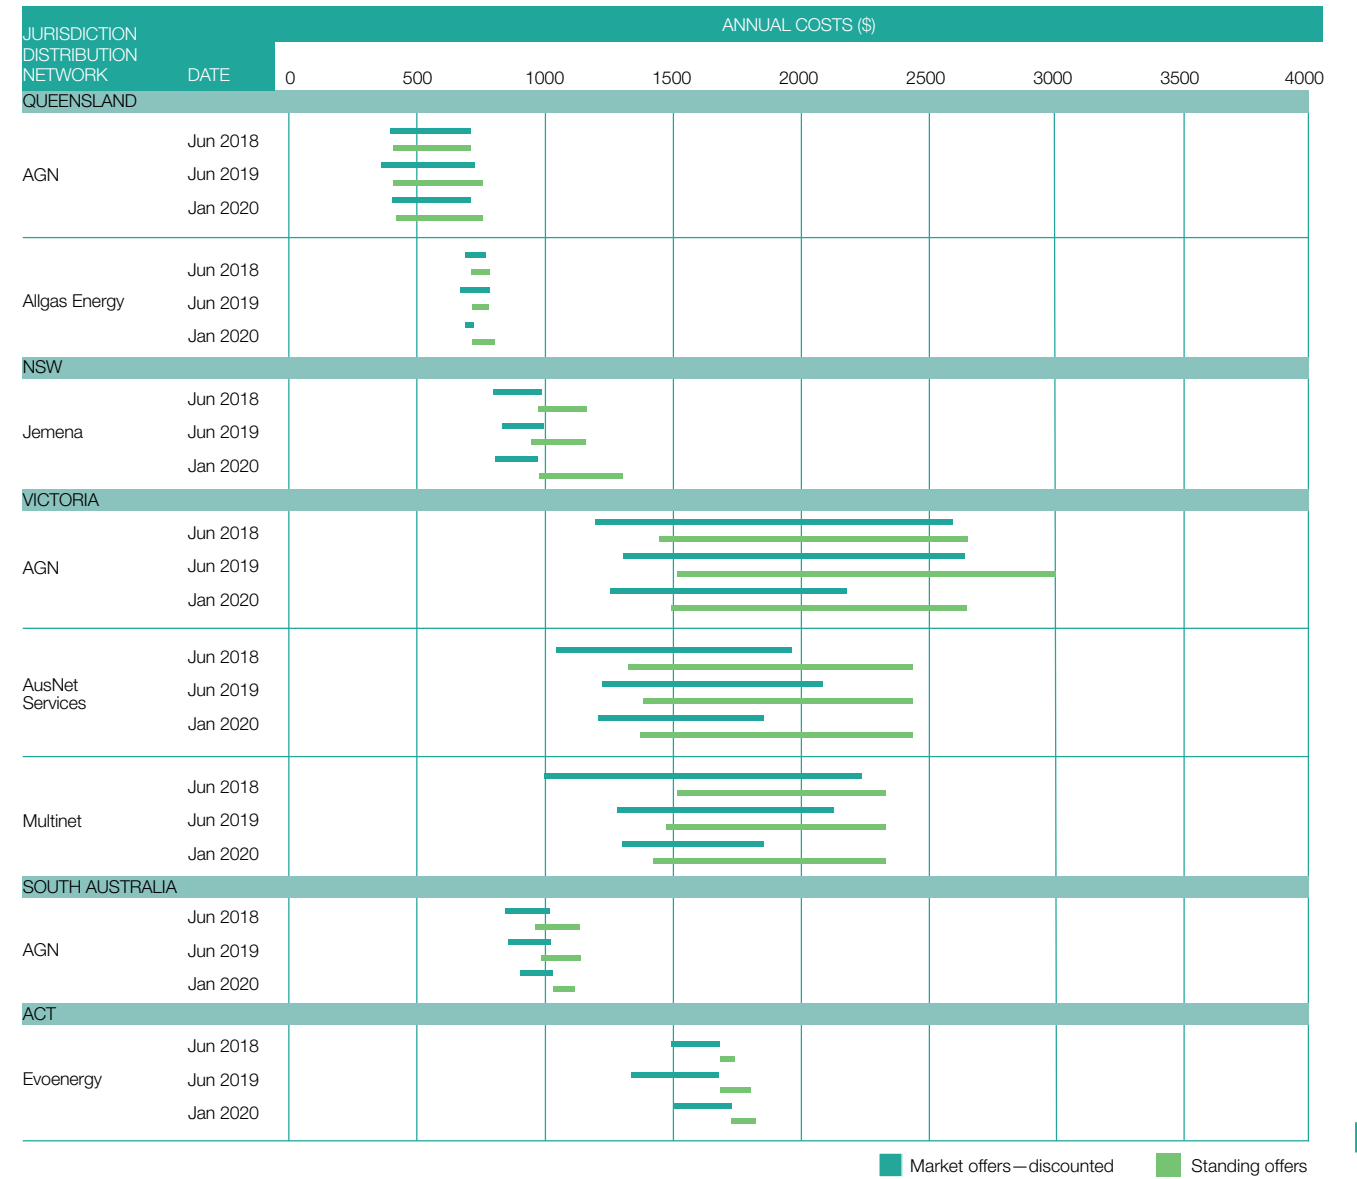 ANNUAL COSTS ($)
JURISDICTION
DISTRIBUTION
NETWORK DATE 0 500 1000 1500 2000 2500 3000 3500 4000
QUEENSLAND
Jun 2018
AGN Jun 2019
Jan 2020
Jun 2018
Allgas Energy Jun 2019
Jan 2020
NSW
Jun 2018
Jemena Jun 2019
Jan 2020
VICTORIA
Jun 2018
AGN Jun 2019
Jan 2020
Jun 2018
AusNet Jun 2019
Services
Jan 2020
Jun 2018
Multinet Jun 2019
Jan 2020
SOUTH AUSTRALIA
Jun 2018
AGN Jun 2019
Jan 2020
ACT
Jun 2018
Evoenergy Jun 2019
Jan 2020
Market offers—discounted Standing offers